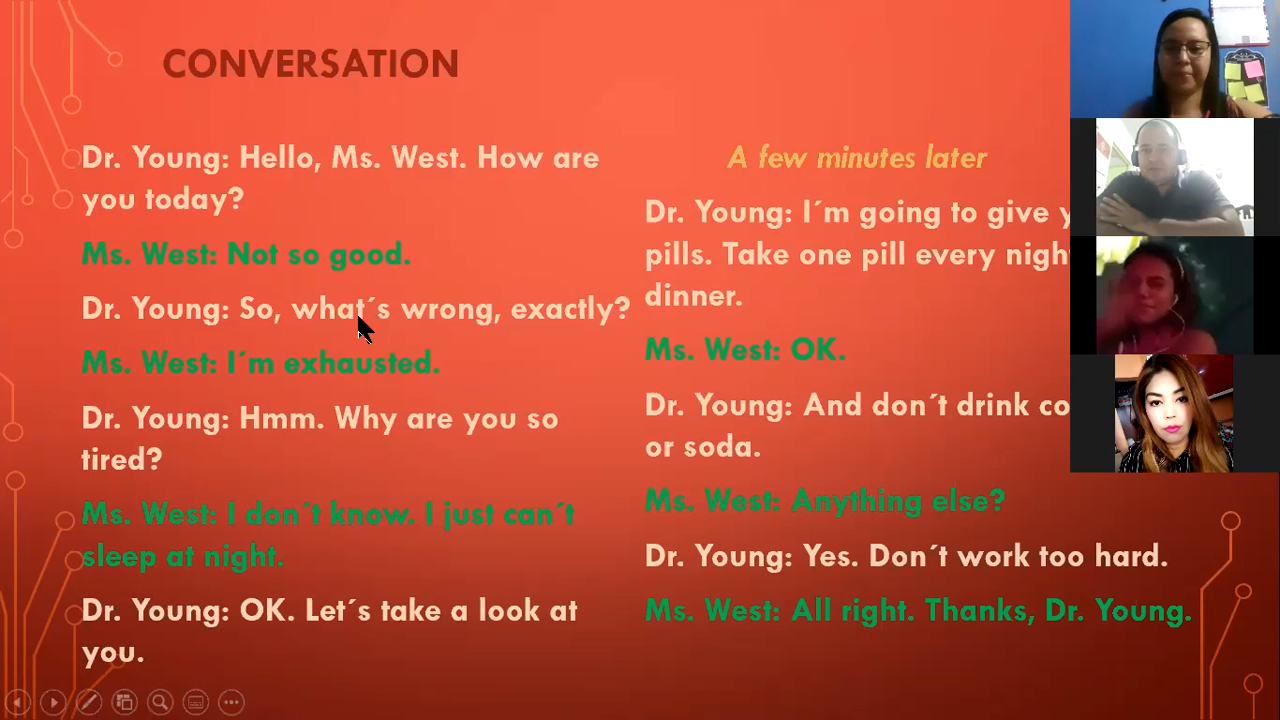 CONVERSATION
Dr. Young: Hello, Ms. West. How are
you today?
Ms. West: Not so good.
Dr. Young: So, what´s wrong, exactly?
Ms. West: I´m exhausted.
Dr. Young: Hmm. Why are you so
tired?
Ms. West: I don´t know. I just can´t
sleep at night.
Dr. Young: OK. Let´s take a look at
you.
A few minutes later
Dr. Young: I´m going to give
pills. Take one pill every
dinner.
Ms. West: OK.
Dr. Young: And don´t drink
or soda.
Ms. West: Anything else?
Dr. Young: Yes. Don´t work too hard.
Ms. West: All right. Thanks, Dr. Young.